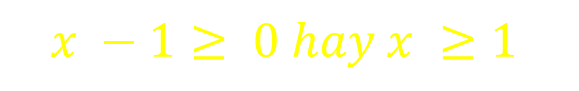 x − 1 ≥ 0 hay x ≥ 1